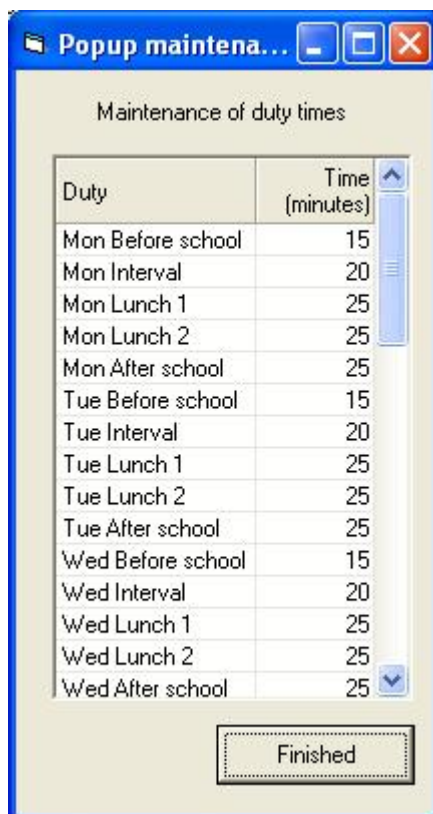 Popup maintena...
Maintenance of duty times
Duty Time (minutes)
Mon Before school 15
Mon Interval 20
Mon Lunch 1 25
Mon Lunch 2 25
Mon After school 25
Tue Before school 15
Tue Interval 20
Tue Lunch 1 25
Tue Lunch 2 25
Tue After school 25
Wed Before school 15
Wed Interval 20
Wed Lunch 1 25
Wed Lunch 2 25
Wed After school 25
Finished